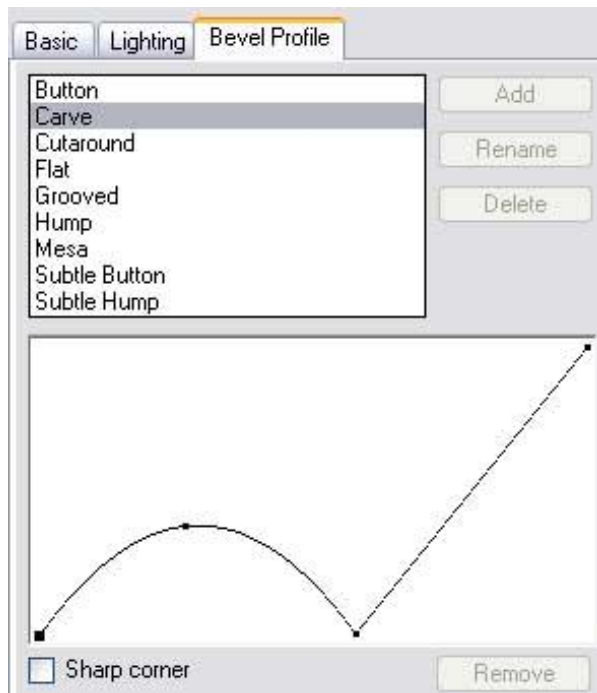 Basic Lighting Bevel Profile
Button
Carve
Cutaround
Flat
Grooved
Hump
Mesa
Subtle Button
Subtle Hump
Add
Rename
Delete
Sharp corner
Remove